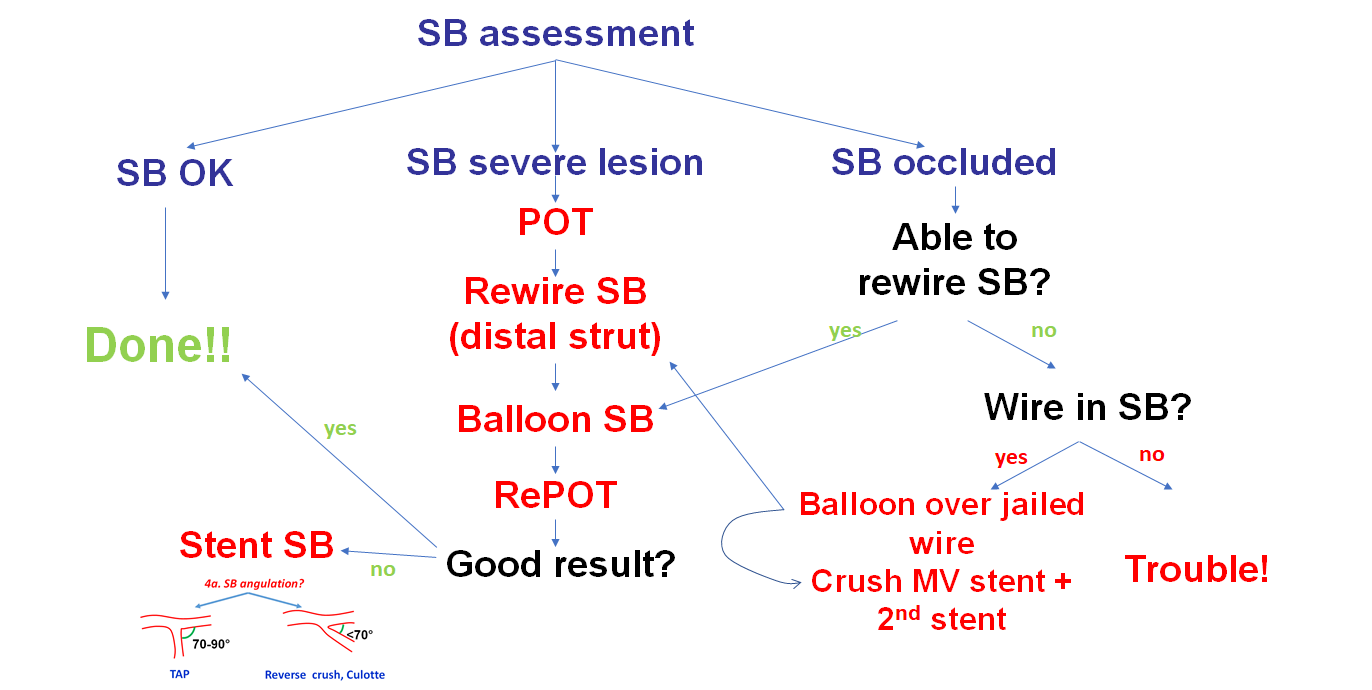 SB assessment
SB OK
SB severe lesion
SB occluded
POT
Able to
rewire SB?
Rewire SB
(distal strut)
Done!!
yes
no
Balloon SB
Wire in SB?
yes
yes
no
RePOT
Balloon over jailed
wire
Stent SB
Good result?
no
Crush MV stent +
2nd stent
Trouble!
4a. SB angulation?
70-90°
<70°
TAP
Reverse crush, Culotte